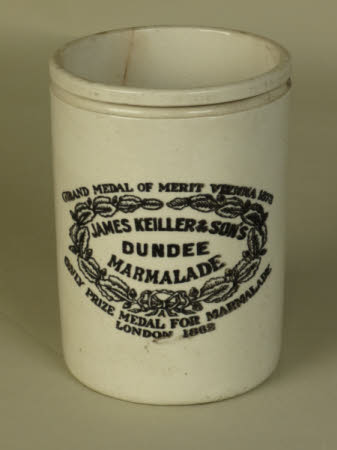 GRAND MEDAL OF MERIT VIENNA 1873
JAMES KEILLER & SON'S
DUNDEE
MARMALADE
ONLY PRIZE MEDAL FOR MARMALADE
LONDON 1862